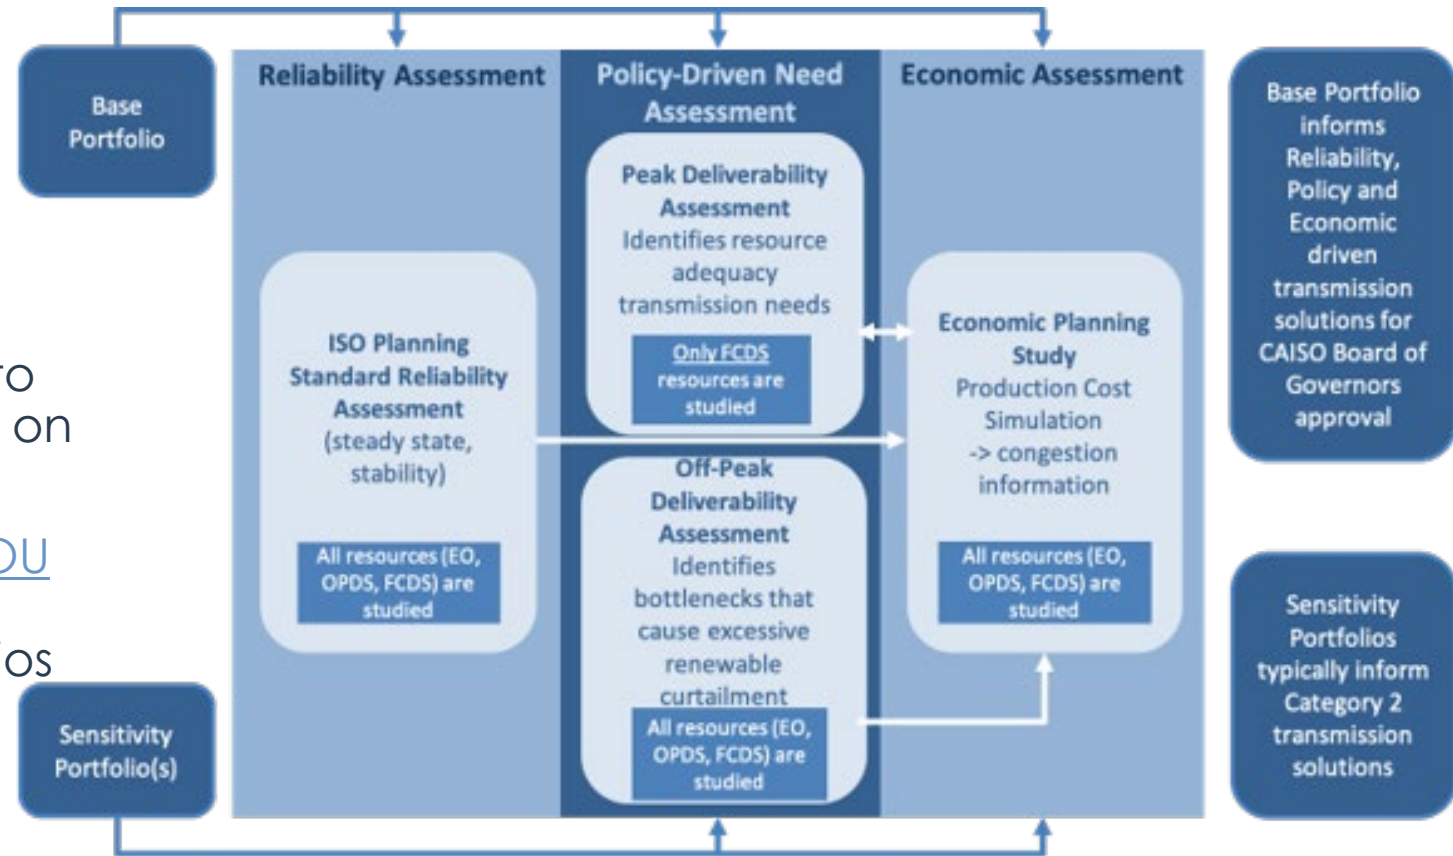 Base
Portfolio
Reliability Assessment
ISO Planning
Standard Reliability
Assessment
(steady state,
stability)
All resources (EO,
OPDS, FCDS) are
studied
Policy-Driven Need
Assessment
Peak Deliverability
Assessment
Identifies resource
adequacy
transmission needs
Only FCDS
resources are
studied
Off-Peak
Deliverability
Assessment
Identifies
bottlenecks that
cause excessive
renewable
curtailment
All resources (EO,
OPDS, FCDS) are
studied
Economic Assessment
Economic Planning
Study
Production Cost
Simulation
-> congestion
information
All resources (EO,
OPDS, FCDS) are
studied
Base Portfolio
informs
Reliability,
Policy and
Economic
driven
transmission
solutions for
CAISO Board of
Governors
approval
on
Sensitivity
Portfolio(s)
Sensitivity
Portfolios
typically inform
Category 2
transmission
solutions